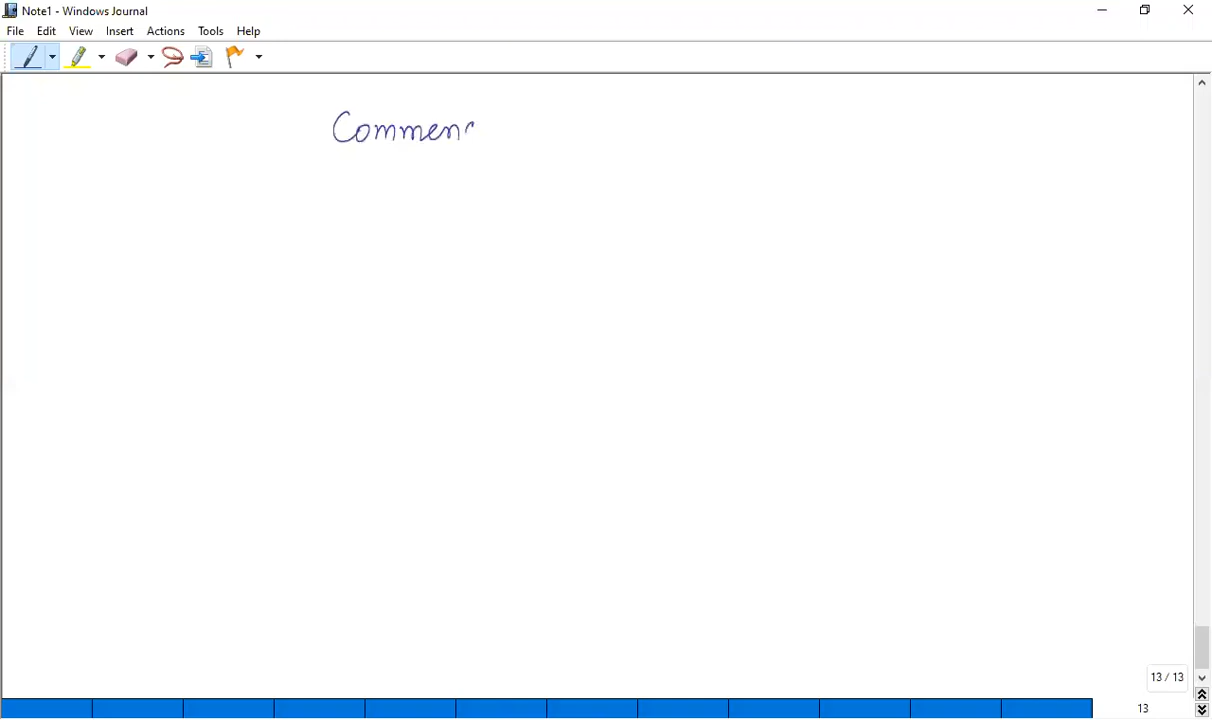 Note1 - Windows Journal
File Edit View Insert Actions Tools Help
Commen
13 / 13
13